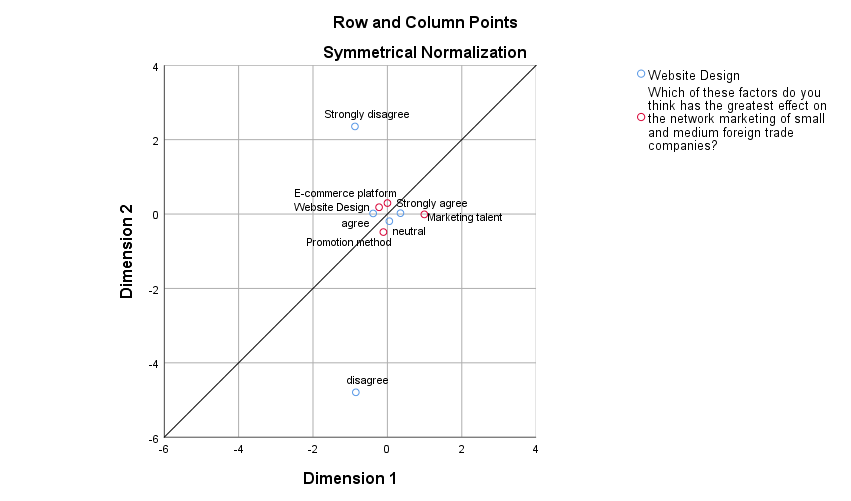 Row and Column Points
Symmetrical Normalization
Website Design
Which of these factors do you
think has the greatest effect on
the network marketing of small
and medium foreign trade
companies?
4
2
0
-2
-4
-6
Dimension 2
Strongly disagree
E-commerce platform
Website Design
Strongly agree
Marketing talent
agree
neutral
Promotion method
disagree
-6
-4
-2
0
2
4
Dimension 1